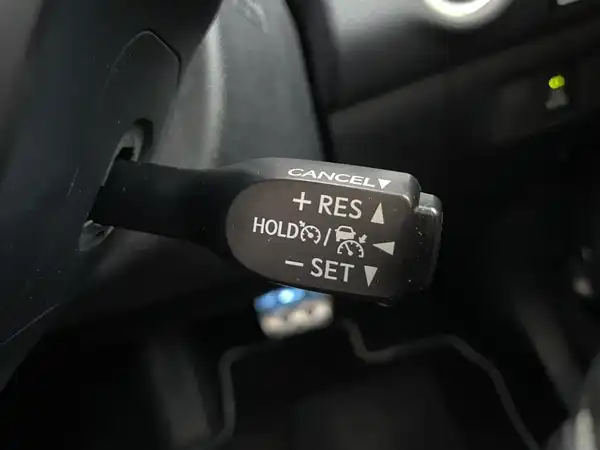 CANCEL▼
+ RES ▲
HOLD / ◀
− SET ▼